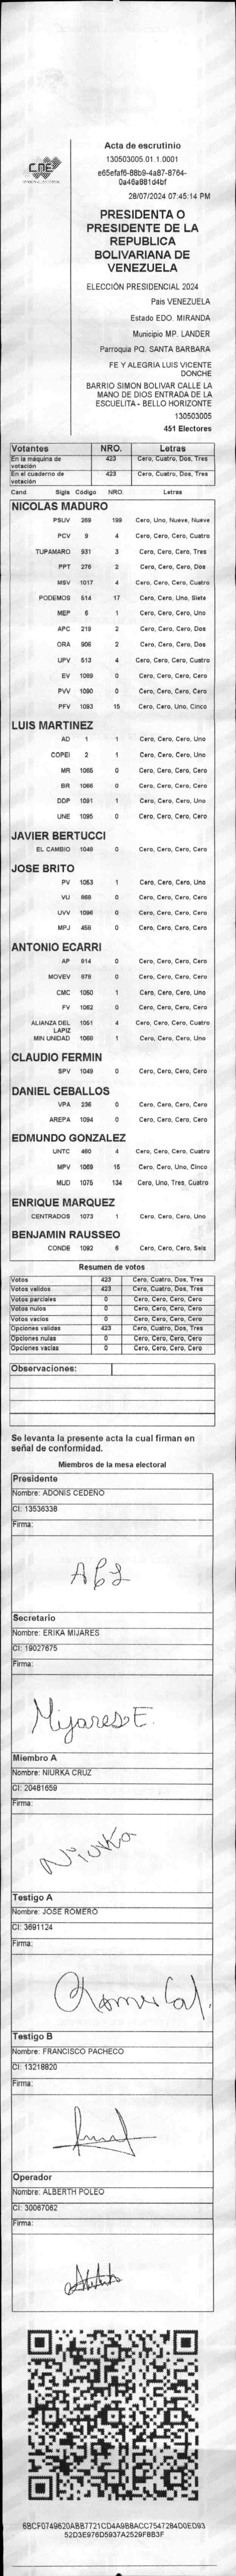 CNE
Acta de escrutinio
130503005.01.1.0001
e65efaf6-88b9-4a87-8764-
0a46a881d4bf
28/07/2024 07:45:14 PM
PRESIDENTA O
PRESIDENTE DE LA
REPUBLICA
BOLIVARIANA DE
VENEZUELA
ELECCIÓN PRESIDENCIAL 2024
Pais VENEZUELA
Estado EDO. MIRANDA
Municipio MP. LANDER
Parroquia PQ. SANTA BARBARA
FE Y ALEGRIA LUIS VICENTE
DONCHE
BARRIO SIMON BOLIVAR CALLE LA
MANO DE DIOS ENTRADA DE LA
ESCUELITA - BELLO HORIZONTE
130503005
451 Electores
Votantes NRO. Letras
En la máquina de votación 423 Cero, Cuatro, Dos, Tres
En el cuaderno de votación 423 Cero, Cuatro, Dos, Tres
Cand Sigla Código NRO. Letras
NICOLAS MADURO
PSUV 269 199 Cero, Uno, Nueve, Nueve
PCV 9 4 Cero, Cero, Cero, Cuatro
TUPAMARO 931 3 Cero, Cero, Cero, Tres
PPT 276 2 Cero, Cero, Cero, Dos
MSV 1017 4 Cero, Cero, Cero, Cuatro
PODEMOS 514 17 Cero, Cero, Uno, Siete
MEP 6 1 Cero, Cero, Cero, Uno
APC 219 2 Cero, Cero, Cero, Dos
ORA 906 2 Cero, Cero, Cero, Dos
UPV 513 4 Cero, Cero, Cero, Cuatro
EV 1089 0 Cero, Cero, Cero, Cero
PVV 1090 0 Cero, Cero, Cero, Cero
PFV 1093 15 Cero, Cero, Uno, Cinco
LUIS MARTINEZ
AD 1 1 Cero, Cero, Cero, Uno
COPEI 2 1 Cero, Cero, Cero, Uno
MR 1065 0 Cero, Cero, Cero, Cero
BR 1066 0 Cero, Cero, Cero, Cero
DDP 1091 1 Cero, Cero, Cero, Uno
UNE 1095 0 Cero, Cero, Cero, Cero
JAVIER BERTUCCI
EL CAMBIO 1048 0 Cero, Cero, Cero, Cero
JOSE BRITO
PV 1053 1 Cero, Cero, Cero, Uno
VU 868 0 Cero, Cero, Cero, Cero
UVV 1096 0 Cero, Cero, Cero, Cero
MPJ 458 0 Cero, Cero, Cero, Cero
ANTONIO ECARRI
AP 914 0 Cero, Cero, Cero, Cero
MOVEV 878 0 Cero, Cero, Cero, Cero
CMC 1050 1 Cero, Cero, Cero, Uno
FV 1062 0 Cero, Cero, Cero, Cero
ALIANZA DEL LAPIZ 1051 4 Cero, Cero, Cero, Cuatro
MIN UNIDAD 1068 1 Cero, Cero, Cero, Uno
CLAUDIO FERMIN
SPV 1049 0 Cero, Cero, Cero, Cero
DANIEL CEBALLOS
VPA 236 0 Cero, Cero, Cero, Cero
AREPA 1094 0 Cero, Cero, Cero, Cero
EDMUNDO GONZALEZ
UNTC 460 4 Cero, Cero, Cero, Cuatro
MPV 1069 15 Cero, Cero, Uno, Cinco
MUD 1075 134 Cero, Uno, Tres, Cuatro
ENRIQUE MARQUEZ
CENTRADOS 1073 1 Cero, Cero, Cero, Uno
BENJAMIN RAUSSEO
CONDE 1092 6 Cero, Cero, Cero, Seis
Resumen de votos
Votos 423 Cero, Cuatro, Dos, Tres
Votos validos 423 Cero, Cuatro, Dos, Tres
Votos parciales 0 Cero, Cero, Cero, Cero
Votos nulos 0 Cero, Cero, Cero, Cero
Votos vacios 0 Cero, Cero, Cero, Cero
Opciones validas 423 Cero, Cuatro, Dos, Tres
Opciones nulas 0 Cero, Cero, Cero, Cero
Opciones vacias 0 Cero, Cero, Cero, Cero
Observaciones:
Se levanta la presente acta la cual firman en
señal de conformidad.
Miembros de la mesa electoral
Presidente
Nombre: ADONIS CEDEÑO
CI: 13536338
Firma:
Secretario
Nombre: ERIKA MIJARES
CI: 19027675
Firma:
Mijares E.
Miembro A
Nombre: NIURKA CRUZ
CI: 20481659
Firma:
Niurka
Testigo A
Nombre: JOSE ROMERO
CI: 3691124
Firma:
Testigo B
Nombre: FRANCISCO PACHECO
CI: 13218820
Firma:
Operador
Nombre: ALBERTH POLEO
CI: 30067062
Firma:
6BCF0749620ABB7721CD4A9B8ACC7547284D0ED93
52D3E976D5937A2529F8B3F